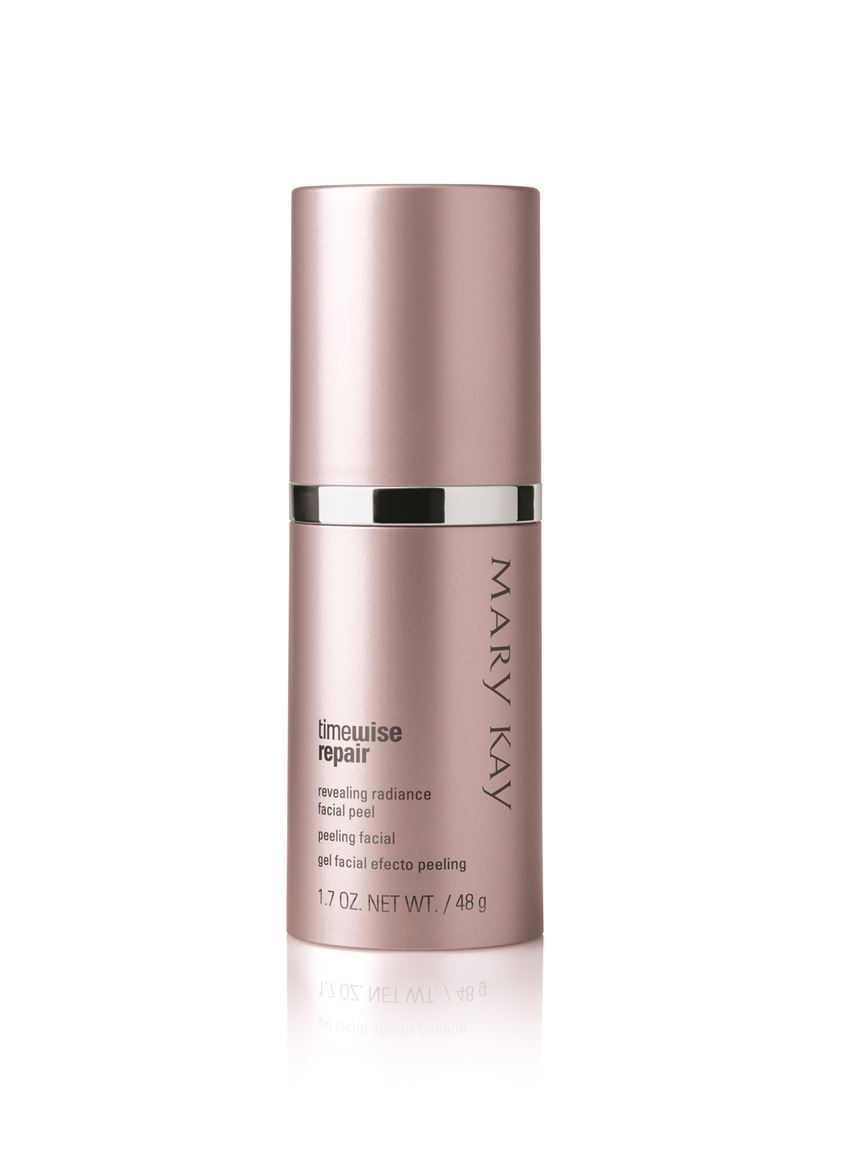 MARY KAY
timewise
repair
revealing radiance
facial peel
peeling facial
gel facial efecto peeling
1.7 OZ. NET WT. / 48 g